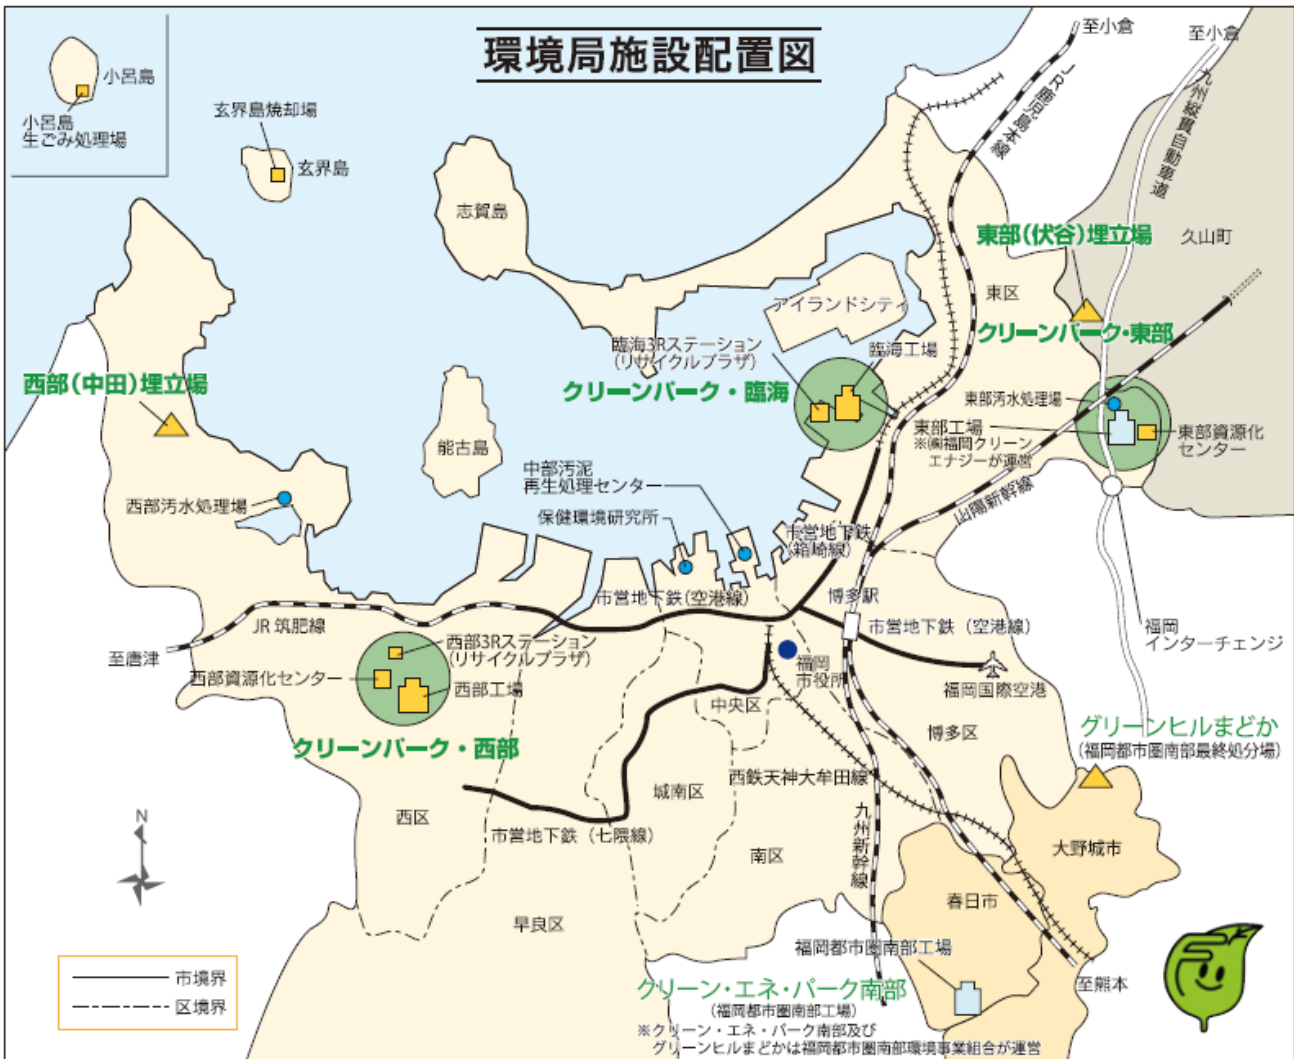 環境局施設配置図
小呂島
小呂島
生ごみ処理場
玄界島焼却場
玄界島
志賀島
至小倉
JR鹿児島本線
至小倉
九州縦貫自動車道
東部(伏谷)埋立場
久山町
東区
アイランドシティ
クリーンパーク・東部
臨海3Rステーション
(リサイクルプラザ)
臨海工場
クリーンパーク・臨海
西部(中田)埋立場
東部汚水処理場
東部工場
※㈱福岡クリーン
エナジーが運営
東部資源化
センター
能古島
中部汚泥
再生処理センター
西部汚水処理場
保健環境研究所
山陽新幹線
市営地下鉄
(箱崎線)
市営地下鉄(空港線)
博多駅
JR 筑肥線
市営地下鉄(空港線)
福岡
インターチェンジ
至唐津
西部3Rステーション
(リサイクルプラザ)
西部資源化センター
西部工場
福岡
市役所
福岡国際空港
中央区
博多区
クリーンパーク・西部
グリーンヒルまどか
(福岡都市圏南部最終処分場)
西鉄天神大牟田線
城南区
西区
市営地下鉄(七隈線)
南区
九州新幹線
大野城市
春日市
早良区
N
福岡都市圏南部工場
市境界
区境界
クリーン・エネ・パーク南部
(福岡都市圏南部工場)
至熊本
※クリーン・エネ・パーク南部及び
グリーンヒルまどかは福岡都市圏南部環境事業組合が運営